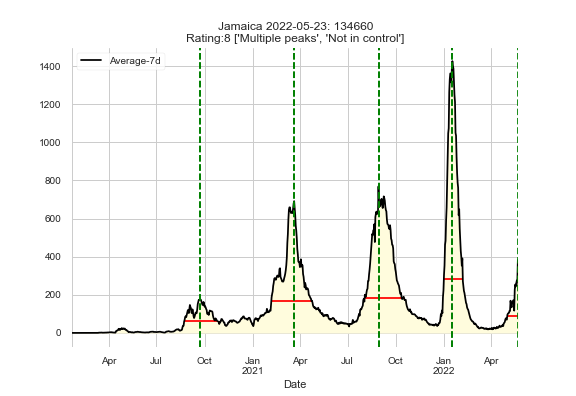 Jamaica 2022-05-23: 134660
Rating:8 ['Multiple peaks', 'Not in control']
Average-7d
1400
1200
1000
800
600
400
200
0
Apr Jul Oct Jan Apr Jul Oct Jan Apr
2021 2022
Date